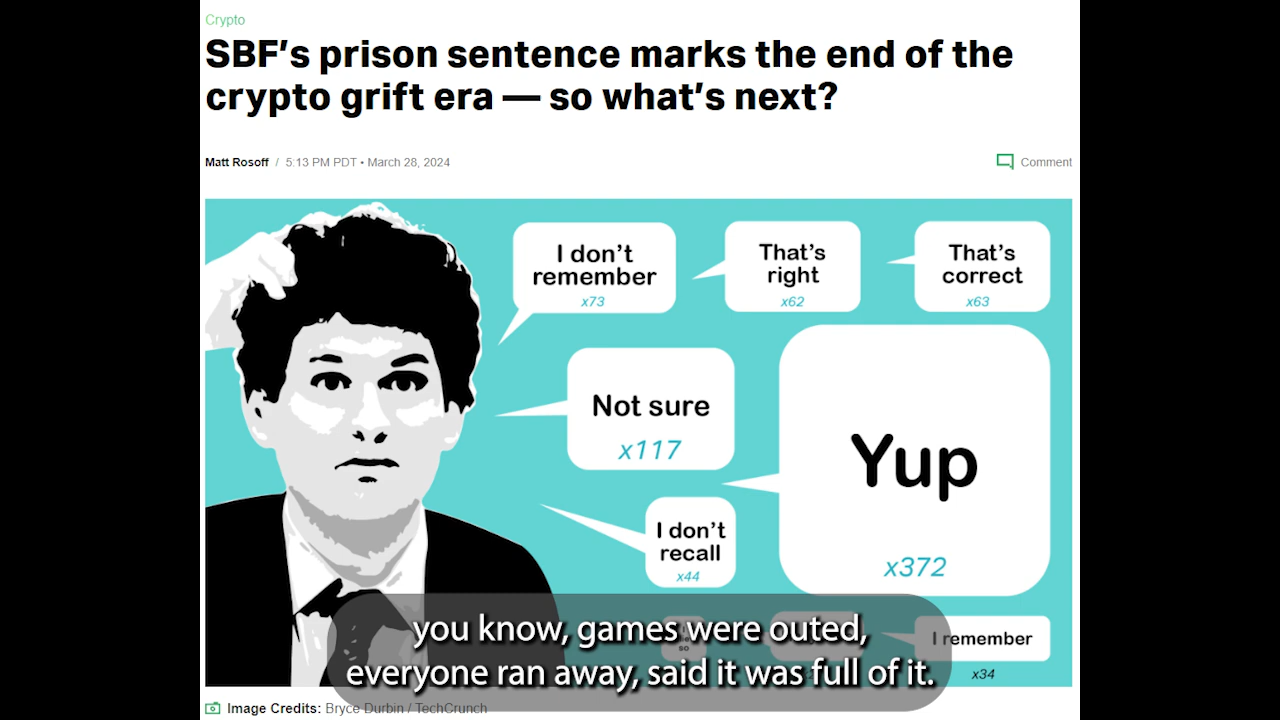 Crypto
SBF’s prison sentence marks the end of the
crypto grift era — so what’s next?
Matt Rosoff / 5:13 PM PDT • March 28, 2024
Comment
I don’t
remember
x73
That’s
right
x62
That’s
correct
x63
Not sure
x117
Yup
x372
I don’t
recall
x44
so
I remember
x34
you know, games were outed,
everyone ran away, said it was full of it.
Image Credits: Bryce Durbin / TechCrunch